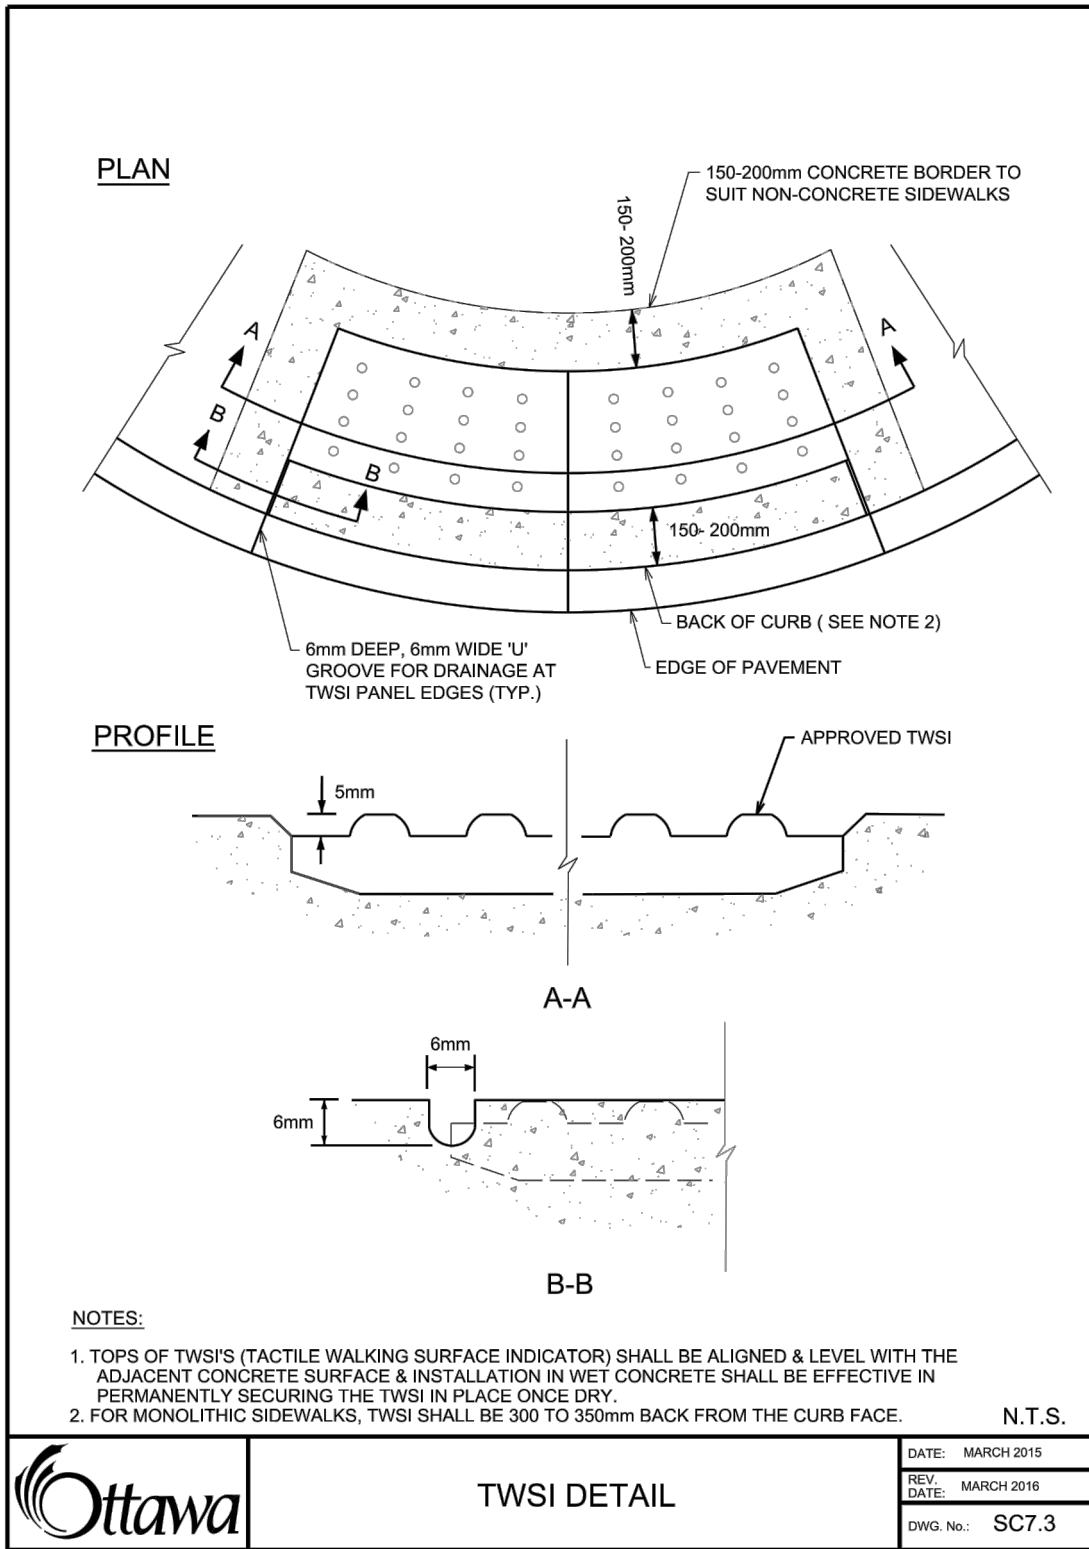 PLAN
150-200mm CONCRETE BORDER TO
SUIT NON-CONCRETE SIDEWALKS
150- 200mm
A
A
B
B
150- 200mm
BACK OF CURB ( SEE NOTE 2)
6mm DEEP, 6mm WIDE 'U'
GROOVE FOR DRAINAGE AT
TWSI PANEL EDGES (TYP.)
EDGE OF PAVEMENT
PROFILE
APPROVED TWSI
5mm
A-A
6mm
6mm
B-B
NOTES:
1. TOPS OF TWSI'S (TACTILE WALKING SURFACE INDICATOR) SHALL BE ALIGNED & LEVEL WITH THE
ADJACENT CONCRETE SURFACE & INSTALLATION IN WET CONCRETE SHALL BE EFFECTIVE IN
PERMANENTLY SECURING THE TWSI IN PLACE ONCE DRY.
2. FOR MONOLITHIC SIDEWALKS, TWSI SHALL BE 300 TO 350mm BACK FROM THE CURB FACE.
N.T.S.
Ottawa
TWSI DETAIL
DATE: MARCH 2015
REV.
DATE: MARCH 2016
DWG. No.: SC7.3